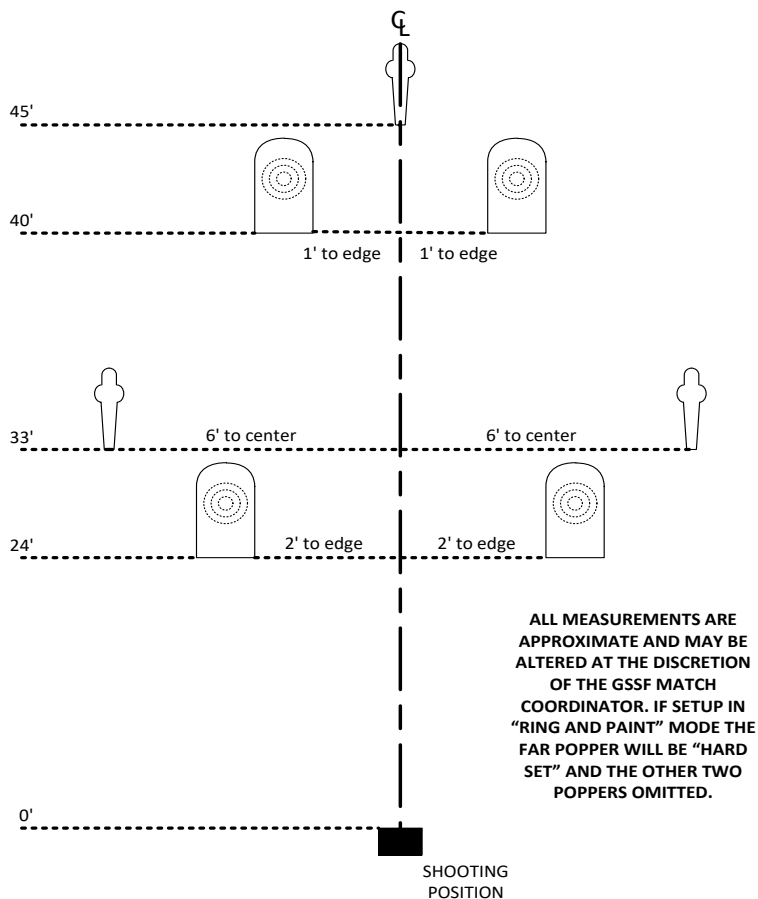 ℄
45'
40'
1' to edge 1' to edge
33'
6' to center 6' to center
24'
2' to edge 2' to edge
ALL MEASUREMENTS ARE
APPROXIMATE AND MAY BE
ALTERED AT THE DISCRETION
OF THE GSSF MATCH
COORDINATOR. IF SETUP IN
“RING AND PAINT” MODE THE
FAR POPPER WILL BE “HARD
SET” AND THE OTHER TWO
POPPERS OMITTED.
0'
SHOOTING
POSITION